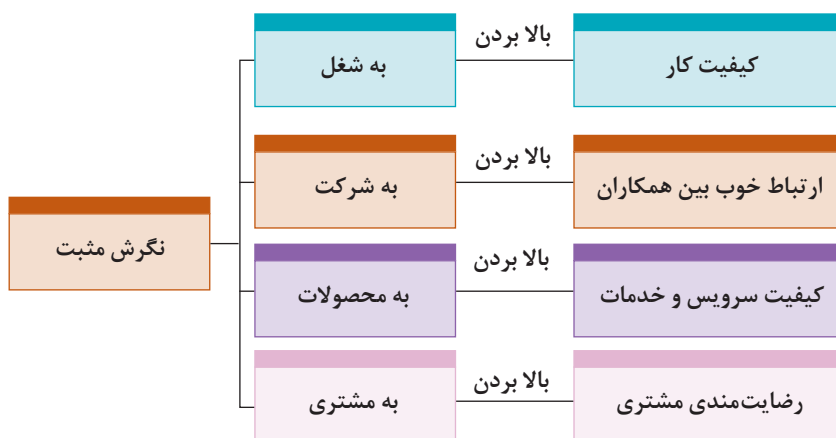 نگرش مثبت
به شغل
بالا بردن
کیفیت کار
به شرکت
بالا بردن
ارتباط خوب بین همکاران
به محصولات
بالا بردن
کیفیت سرویس و خدمات
به مشتری
بالا بردن
رضایت‌مندی مشتری